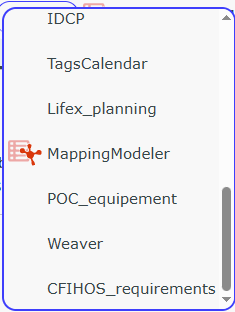 IDCP
TagsCalendar
Lifex_planning
MappingModeler
POC_equipement
Weaver
CFIHOS_requirements